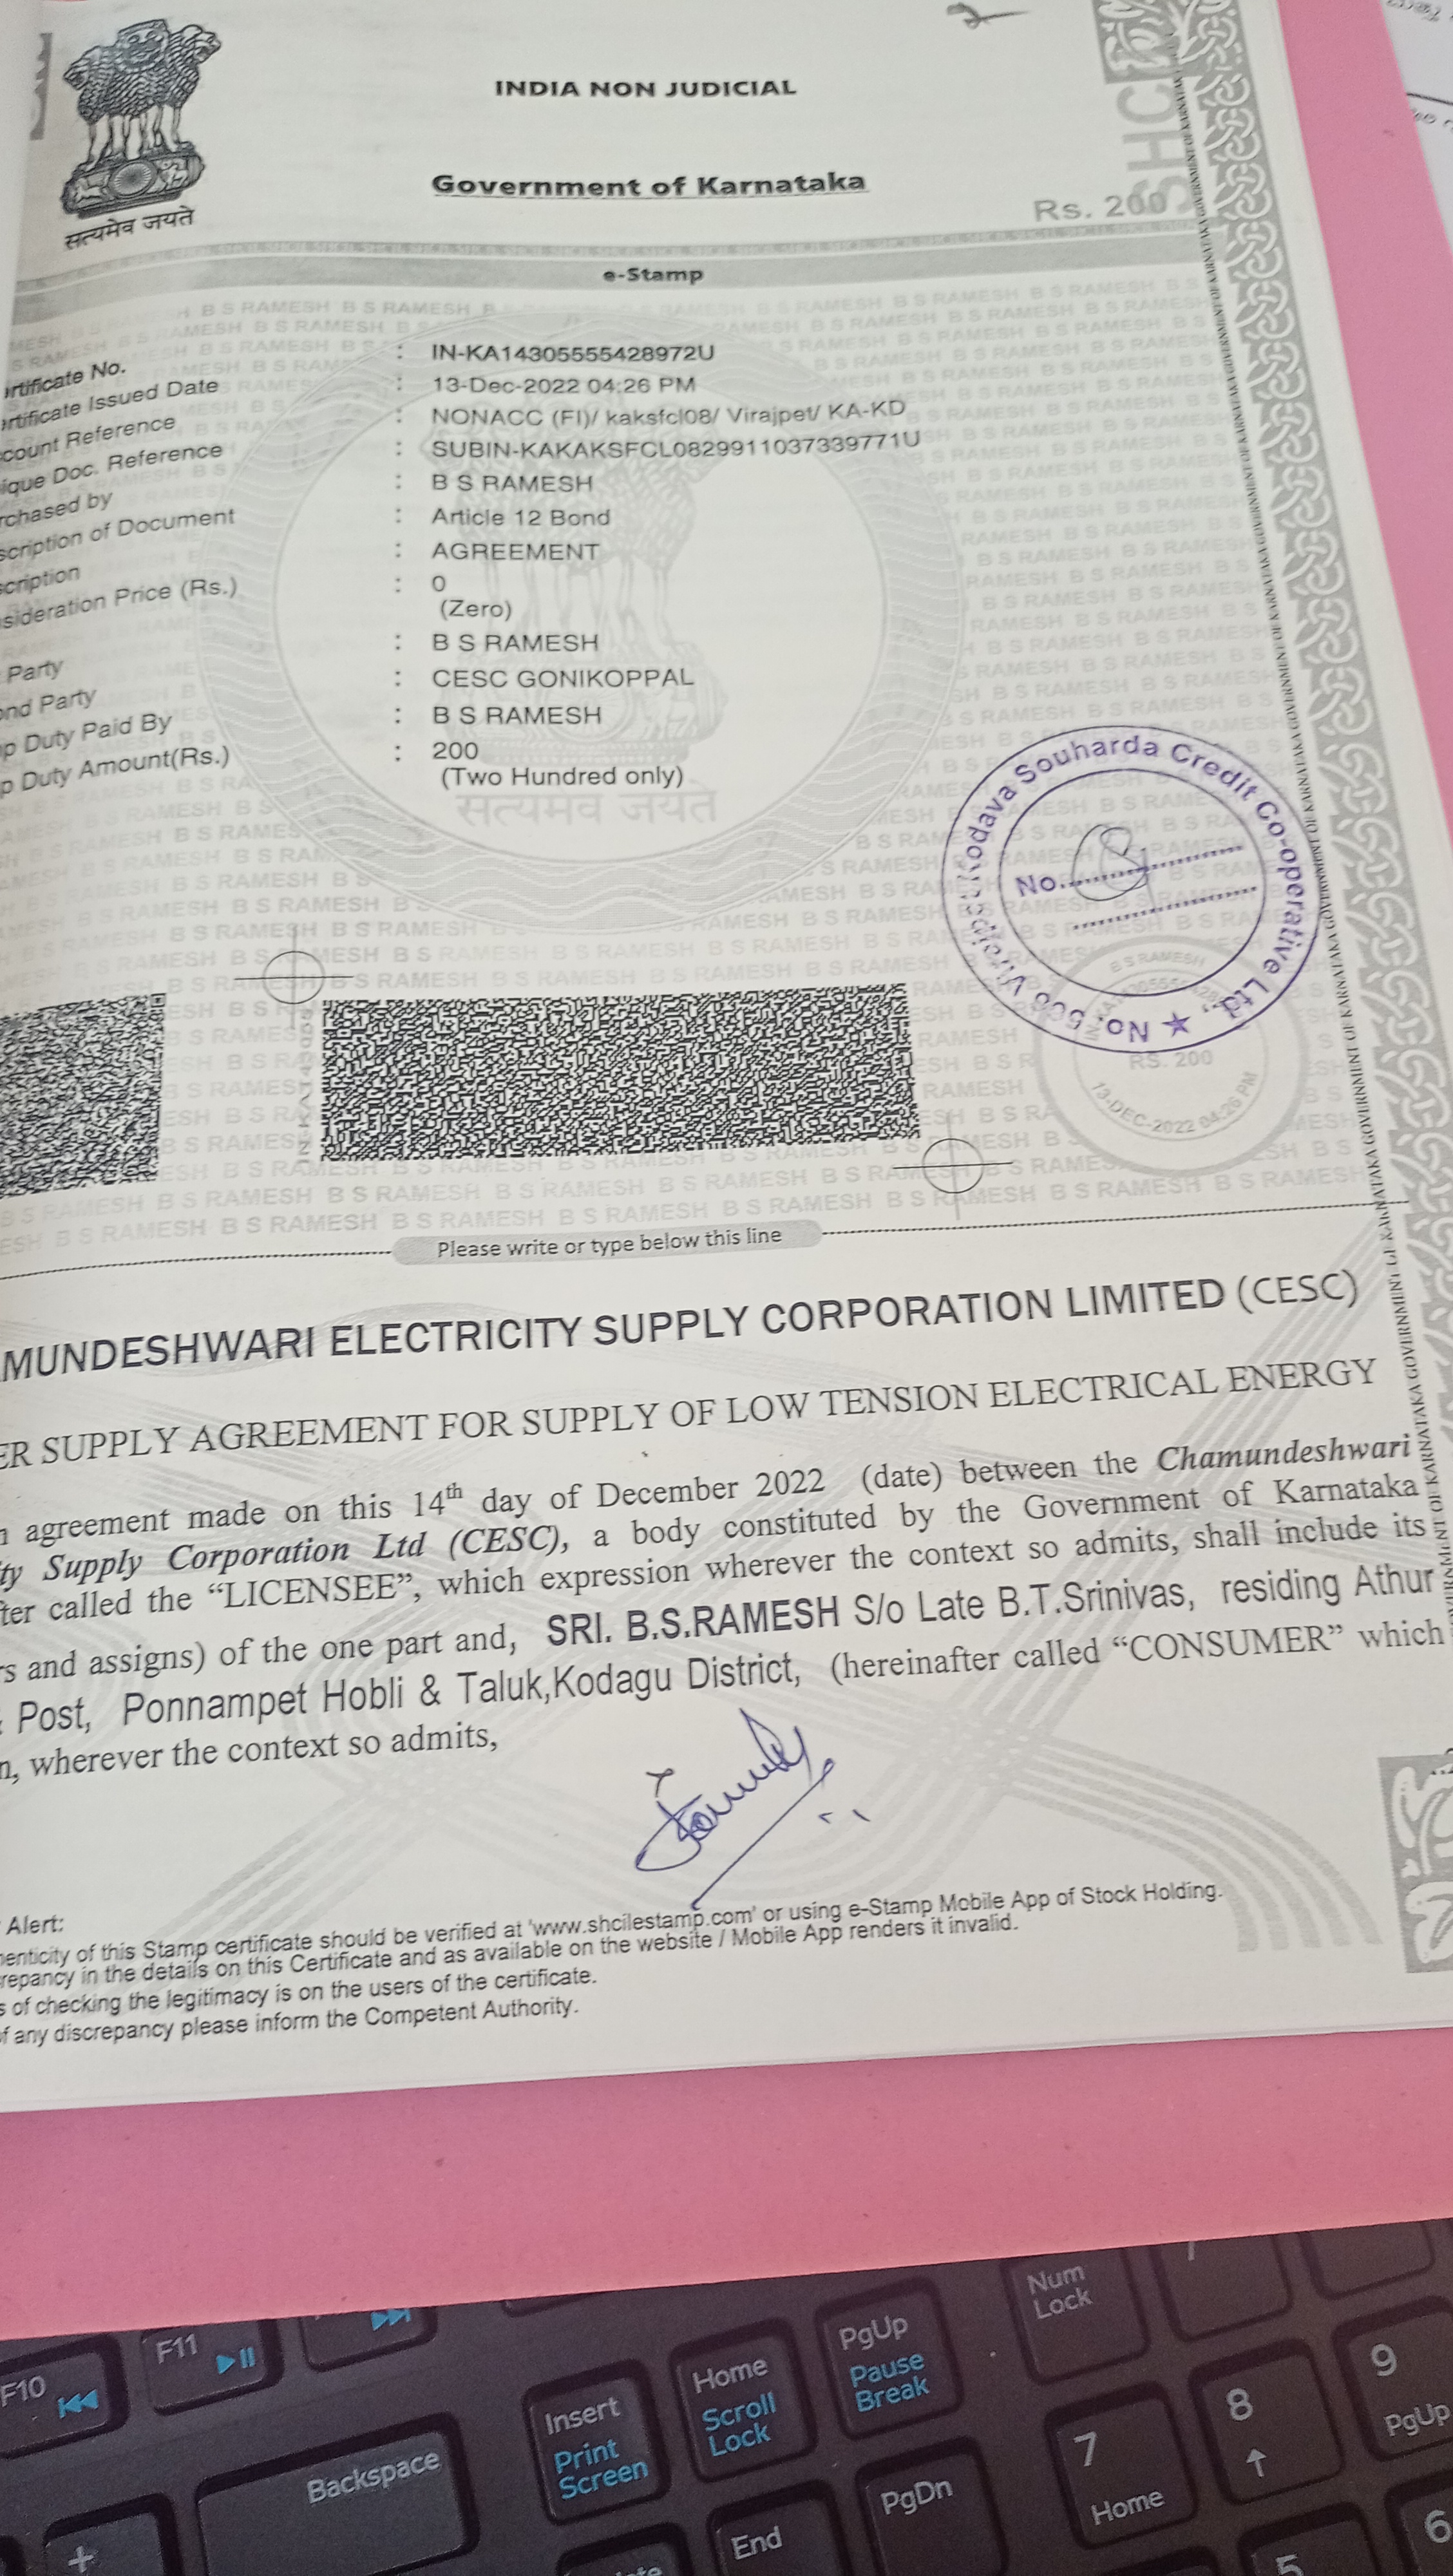 INDIA NON JUDICIAL
Government of Karnataka
Rs. 200
सत्यमेव जयते
e-Stamp
rtificate No. : IN-KA14305555428972U
rtificate Issued Date : 13-Dec-2022 04:26 PM
count Reference : NONACC (FI)/ kaksfcl08/ Virajpet/ KA-KD
ique Doc. Reference : SUBIN-KAKAKSFCL0829911037339771U
rchased by : B S RAMESH
scription of Document : Article 12 Bond
scription : AGREEMENT
sideration Price (Rs.) : 0
(Zero)
Party : B S RAMESH
ond Party : CESC GONIKOPPAL
p Duty Paid By : B S RAMESH
p Duty Amount(Rs.) : 200
(Two Hundred only)
सत्यमेव जयते
Kodava Souharda Credit Co-operative Ltd.,
No.
B S RAMESH
RS. 200
13-DEC-2022 04:26 PM
Please write or type below this line
MUNDESHWARI ELECTRICITY SUPPLY CORPORATION LIMITED (CESC)
ER SUPPLY AGREEMENT FOR SUPPLY OF LOW TENSION ELECTRICAL ENERGY
agreement made on this 14th day of December 2022 (date) between the Chamundeshwari
ty Supply Corporation Ltd (CESC), a body constituted by the Government of Karnataka
ter called the “LICENSEE”, which expression wherever the context so admits, shall include its
rs and assigns) of the one part and, SRI. B.S.RAMESH S/o Late B.T.Srinivas, residing Athur
Post, Ponnampet Hobli & Taluk,Kodagu District, (hereinafter called “CONSUMER” which
n, wherever the context so admits,
Alert:
enticity of this Stamp certificate should be verified at 'www.shcilestamp.com' or using e-Stamp Mobile App of Stock Holding.
repancy in the details on this Certificate and as available on the website / Mobile App renders it invalid.
s of checking the legitimacy is on the users of the certificate.
of any discrepancy please inform the Competent Authority.
Num
Lock
F10
F11
PgUp
Pause
Break
Home
Scroll
Lock
Insert
Print
Screen
Backspace
9
PgUp
8
7
Home
PgDn
End
+
5
6